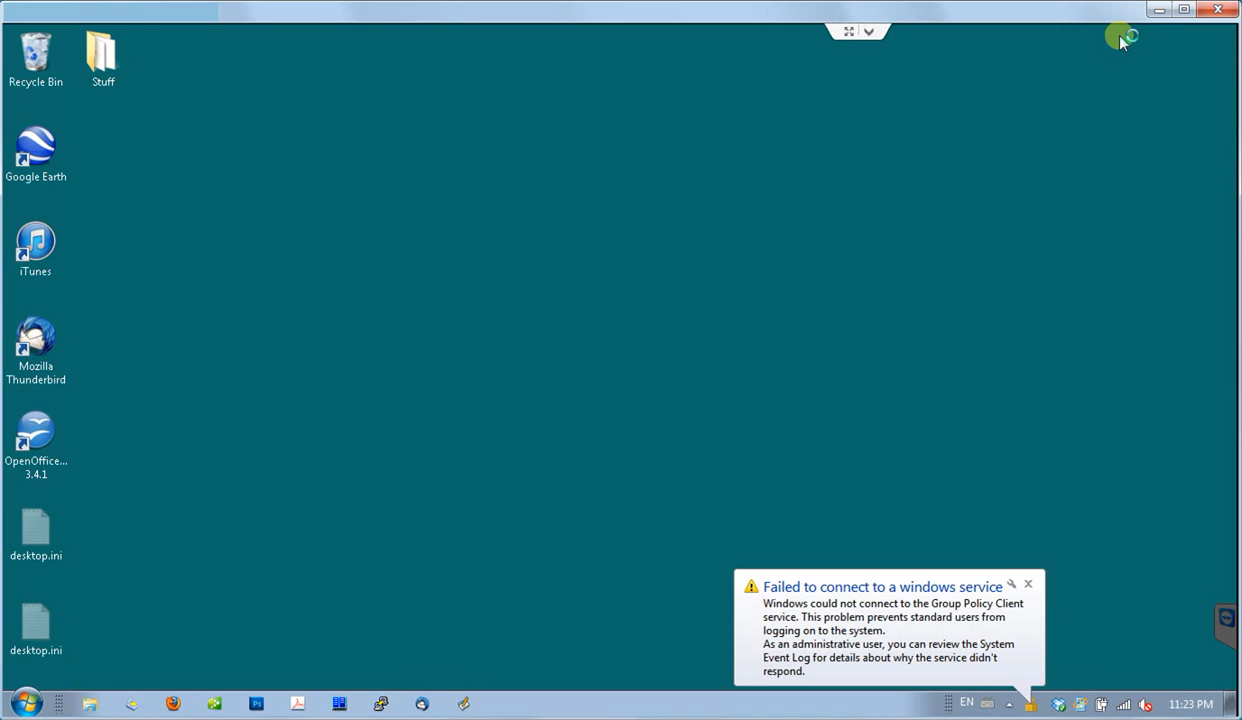 Recycle Bin
Stuff
Google Earth
iTunes
Mozilla
Thunderbird
OpenOffice...
3.4.1
desktop.ini
desktop.ini
Failed to connect to a windows service
Windows could not connect to the Group Policy Client
service. This problem prevents standard users from
logging on to the system.
As an administrative user, you can review the System
Event Log for details about why the service didn't
respond.
EN
11:23 PM